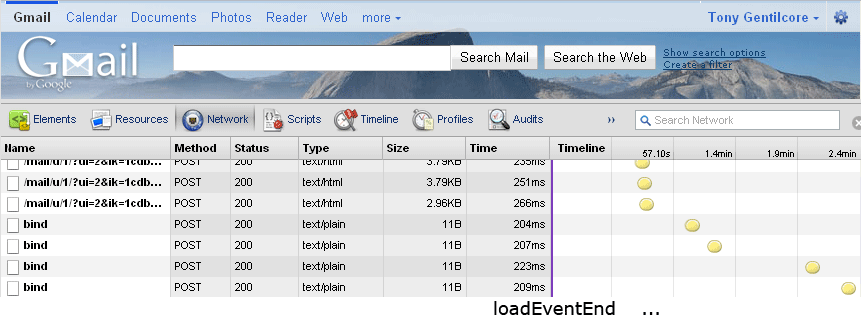 Gmail Calendar Documents Photos Reader Web more Tony Gentilcore
Gmail
by Google
Search Mail Search the Web
Show search options
Create a filter
Elements Resources Network Scripts Timeline Profiles Audits » Search Network
Name Method Status Type Size Time Timeline 57.10s 1.4min 1.9min 2.4min
/mail/u/1/?ui=2&ik=1cdb... POST 200 text/html 3.79KB 235ms
/mail/u/1/?ui=2&ik=1cdb... POST 200 text/html 3.79KB 251ms
/mail/u/1/?ui=2&ik=1cdb... POST 200 text/html 2.96KB 266ms
bind POST 200 text/plain 11B 204ms
bind POST 200 text/plain 11B 207ms
bind POST 200 text/plain 11B 223ms
bind POST 200 text/plain 11B 209ms
loadEventEnd ...